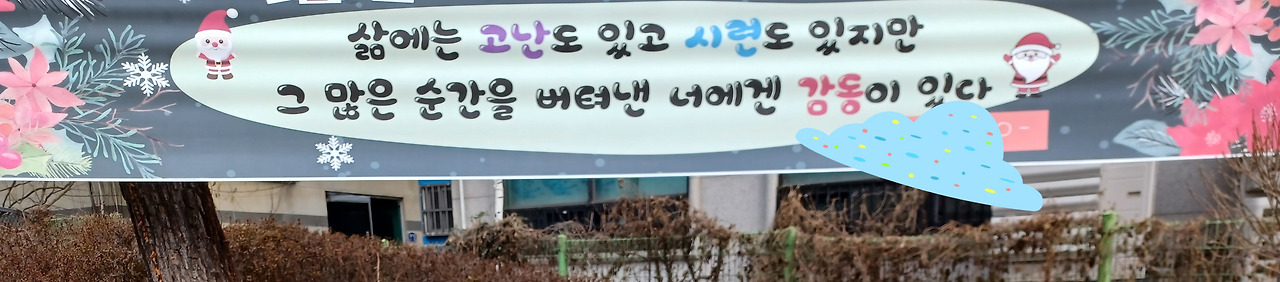 삶에는 고난도 있고 시련도 있지만
그 많은 순간을 버텨낸 너에겐 감동이 있다